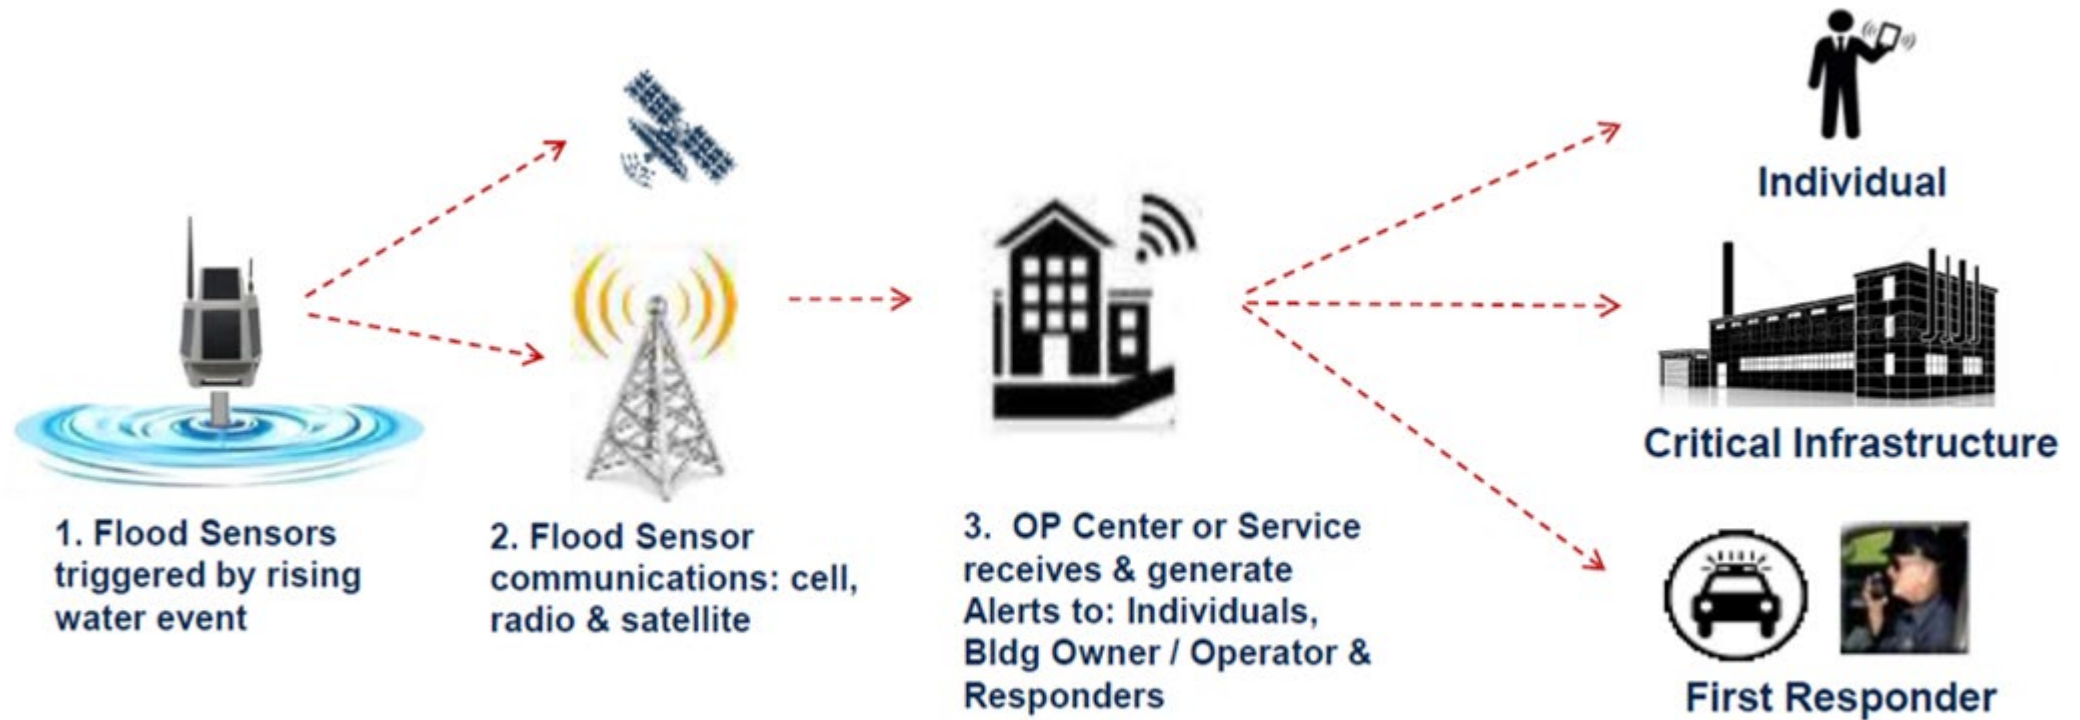 1. Flood Sensors
triggered by rising
water event
2. Flood Sensor
communications: cell,
radio & satellite
3.  OP Center or Service
receives & generate
Alerts to: Individuals,
Bldg Owner / Operator &
Responders
Individual
Critical Infrastructure
First Responder